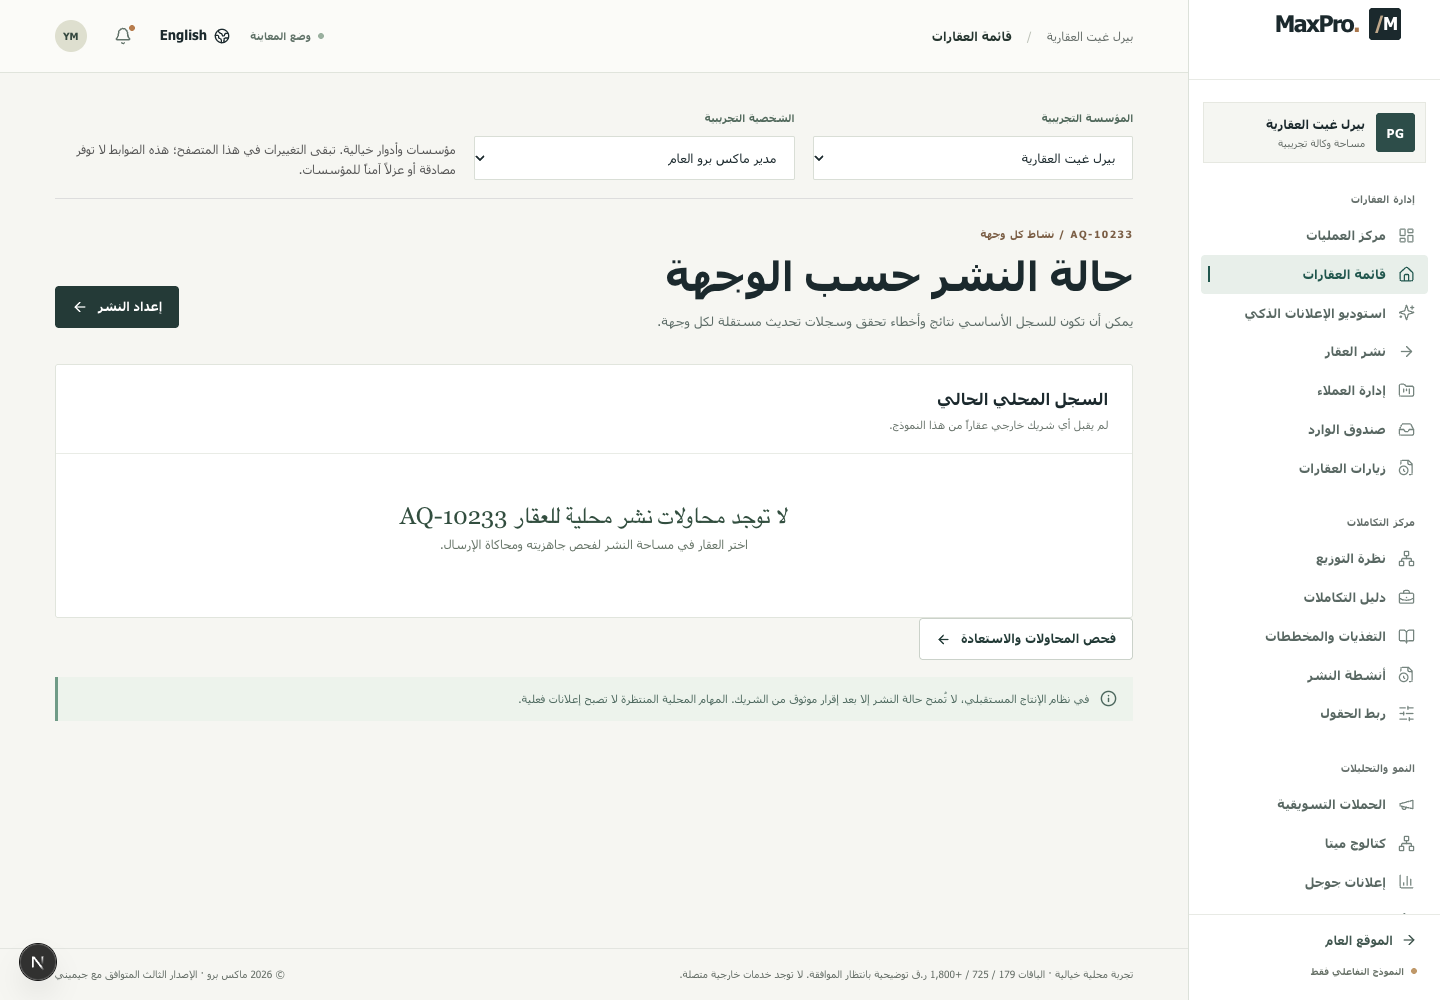 MaxPro.
/M
بيرل غيت العقارية / قائمة العقارات
وضع المعاينة
English
YM
PG
بيرل غيت العقارية
مساحة وكالة تجريبية
إدارة العقارات
مركز العمليات
قائمة العقارات
استوديو الإعلانات الذكي
نشر العقار
إدارة العملاء
صندوق الوارد
زيارات العقارات
مركز التكاملات
نظرة التوزيع
دليل التكاملات
التغذيات والمخططات
أنشطة النشر
ربط الحقول
النمو والتحليلات
الحملات التسويقية
كتالوج ميتا
إعلانات جوجل
الموقع العام
النموذج التفاعلي فقط
المؤسسة التجريبية
بيرل غيت العقارية
الشخصية التجريبية
مدير ماكس برو العام
مؤسسات وأدوار خيالية. تبقى التغييرات في هذا المتصفح؛ هذه الضوابط لا توفر
مصادقة أو عزلاً آمناً للمؤسسات.
AQ-10233 / نشاط كل وجهة
حالة النشر حسب الوجهة
يمكن أن تكون للسجل الأساسي نتائج وأخطاء تحقق وسجلات تحديث مستقلة لكل وجهة.
إعداد النشر
السجل المحلي الحالي
لم يقبل أي شريك خارجي عقاراً من هذا النموذج.
لا توجد محاولات نشر محلية للعقار AQ-10233
اختر العقار في مساحة النشر لفحص جاهزيته ومحاكاة الإرسال.
فحص المحاولات والاستعادة
في نظام الإنتاج المستقبلي، لا تُمنح حالة النشر إلا بعد إقرار موثوق من الشريك. المهام المحلية المنتظرة لا تصبح إعلانات فعلية.
تجربة محلية خيالية · الباقات 179 / 725 / 1,800+ ر.ق توضيحية بانتظار الموافقة. لا توجد خدمات خارجية متصلة.
© 2026 ماكس برو · الإصدار الثالث المتوافق مع جيميني
N